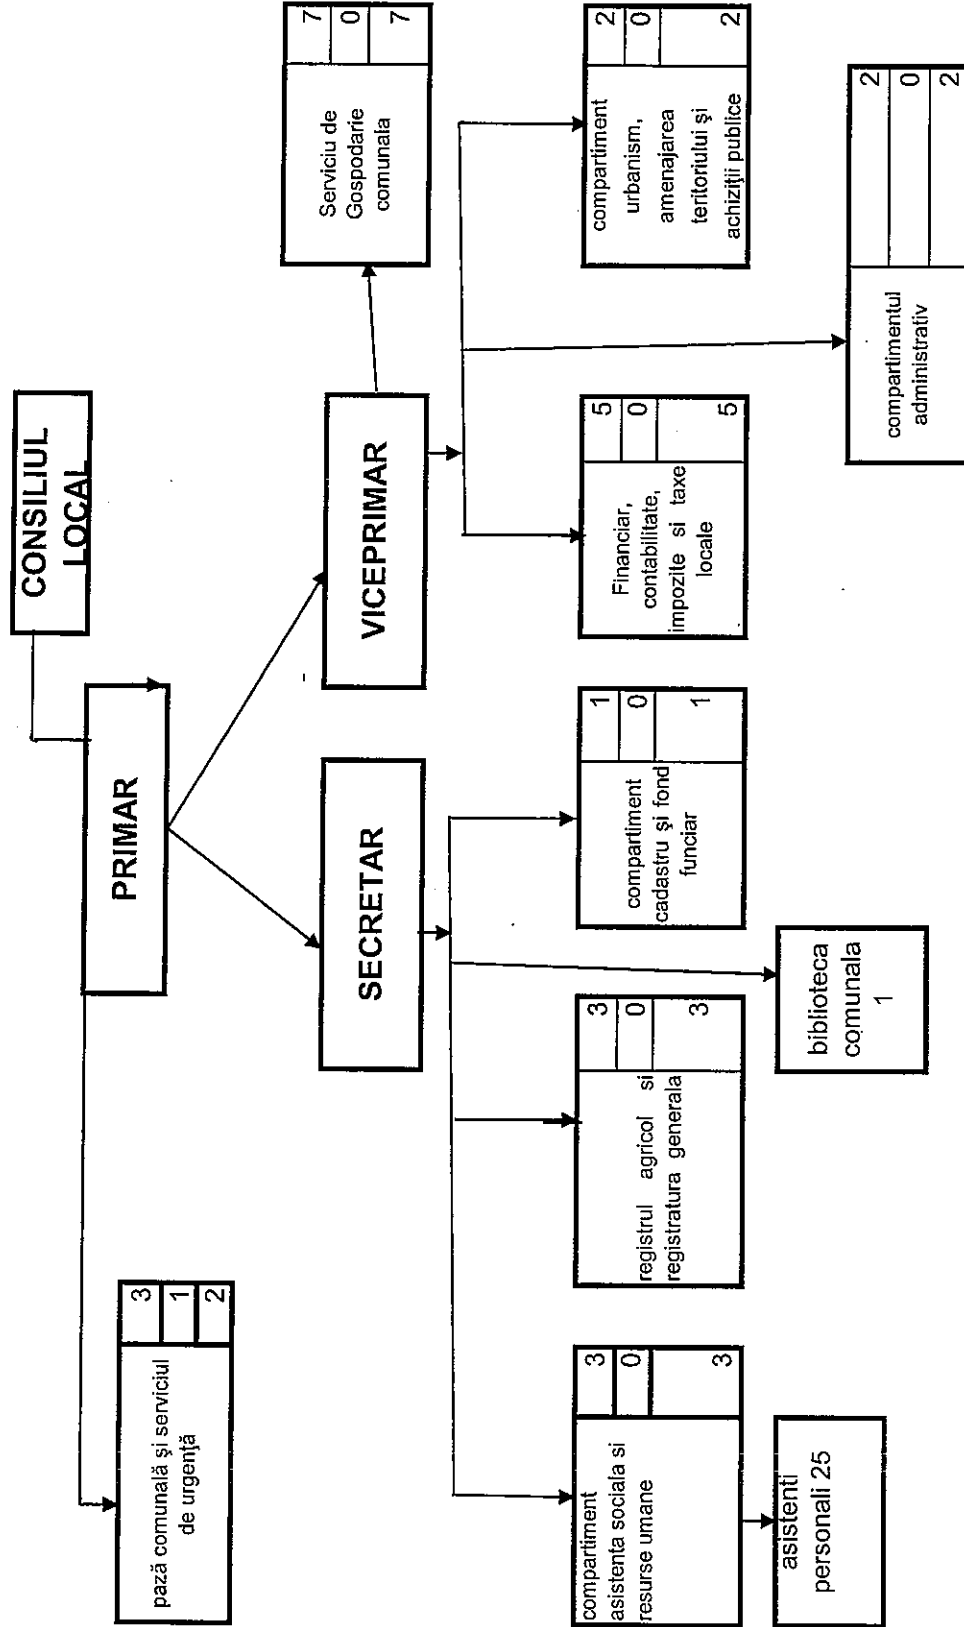 CONSILIUL
LOCAL
PRIMAR
pază comunală și serviciul
de urgență
3
1
2
SECRETAR
VICEPRIMAR
Serviciu de
Gospodarie
comunala
7
0
7
compartiment
asistenta sociala si
resurse umane
3
0
3
registrul agricol si
registratura generala
3
0
3
compartiment
cadastru și fond
funciar
1
0
1
Financiar,
contabilitate,
impozite si taxe
locale
5
0
5
compartiment
urbanism,
amenajarea
teritoriului și
achiziții publice
2
0
2
asistenti
personali 25
biblioteca
comunala
1
compartimentul
administrativ
2
0
2